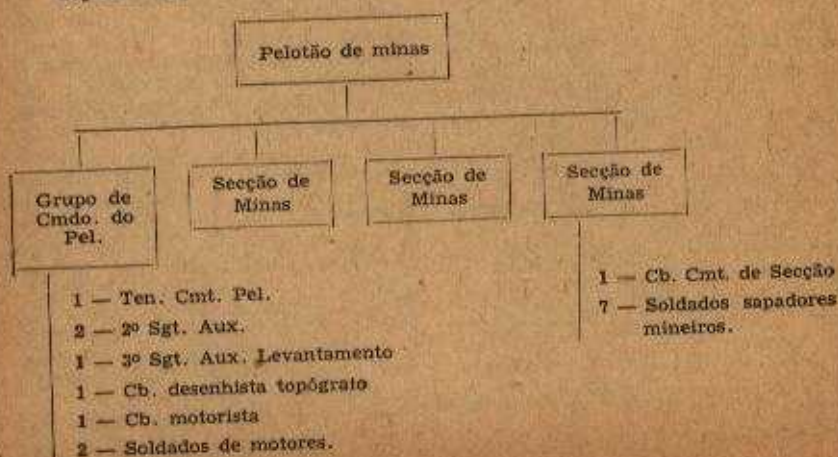 Pelotão de minas
Grupo de
Cmdo. do
Pel.
Secção de
Minas
Secção de
Minas
Secção de
Minas
1 — Ten. Cmt. Pel.
2 — 2º Sgt. Aux.
1 — 3º Sgt. Aux. Levantamento
1 — Cb. desenhista topógrafo
1 — Cb. motorista
2 — Soldados de motores.
1 — Cb. Cmt. de Secção
7 — Soldados sapadores
mineiros.